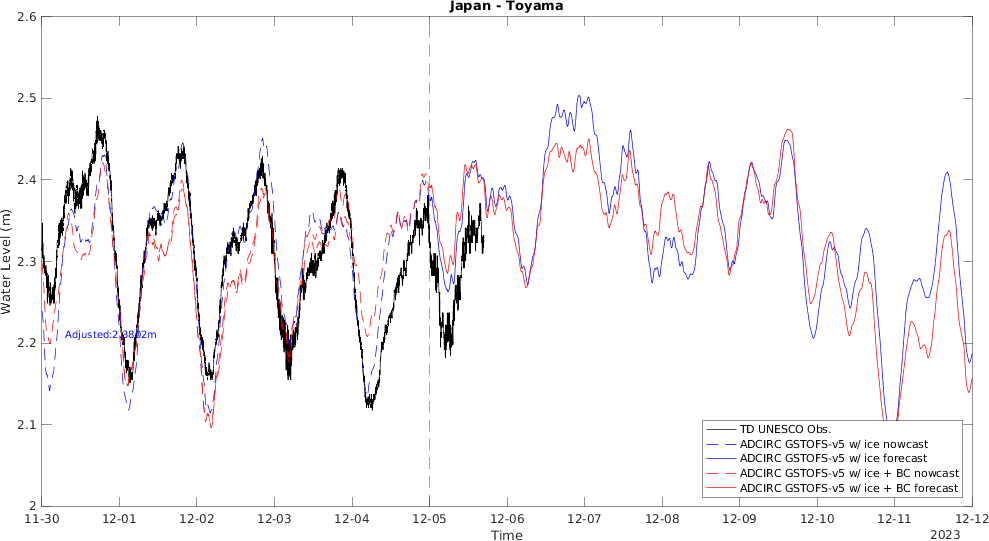 Japan - Toyama
Water Level (m)
2.6
2.5
2.4
2.3
2.2
2.1
2
11-30
12-01
12-02
12-03
12-04
12-05
12-06
12-07
12-08
12-09
12-10
12-11
12-12
2023
Time
TD UNESCO Obs.
ADCIRC GSTOFS-v5 w/ ice nowcast
ADCIRC GSTOFS-v5 w/ ice forecast
ADCIRC GSTOFS-v5 w/ ice + BC nowcast
ADCIRC GSTOFS-v5 w/ ice + BC forecast